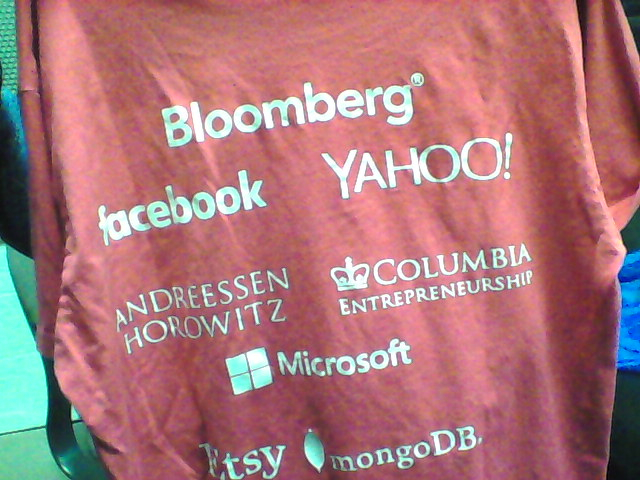 Bloomberg®
facebook
YAHOO!
ANDREESSEN
HOROWITZ
COLUMBIA
ENTREPRENEURSHIP
Microsoft
Etsy
mongoDB